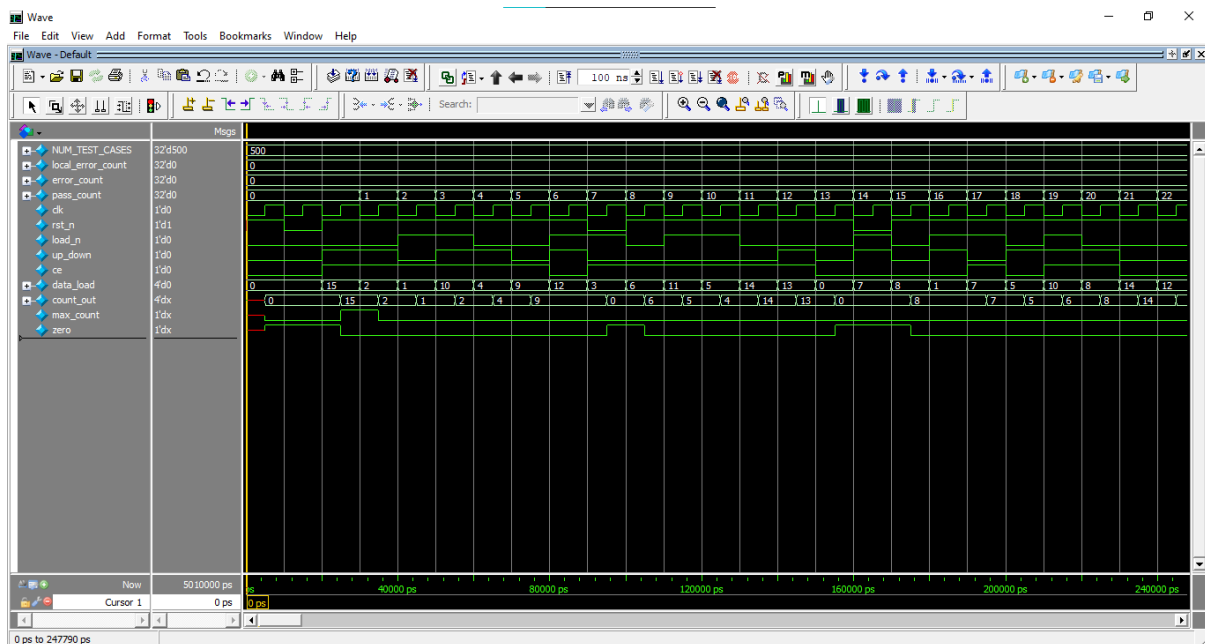 Wave
File Edit View Add Format Tools Bookmarks Window Help
Wave - Default
100 ns
Search:
Msgs
NUM_TEST_CASES 32'd500 500
local_error_count 32'd0 0
error_count 32'd0 0
pass_count 32'd0 0 1 2 3 4 5 6 7 8 9 10 11 12 13 14 15 16 17 18 19 20 21 22
clk 1'd0
rst_n 1'd1
load_n 1'd0
up_down 1'd0
ce 1'd0
data_load 4'd0 0 15 2 1 10 4 9 12 3 6 11 5 14 13 0 7 8 1 7 5 10 8 14 12
count_out 4'dx 0 15 2 1 2 4 9 0 6 5 4 14 13 0 8 7 5 6 8 14
max_count 1'dx
zero 1'dx
Now 5010000 ps 40000 ps 80000 ps 120000 ps 160000 ps 200000 ps 240000 ps
Cursor 1 0 ps 0 ps
0 ps to 247790 ps